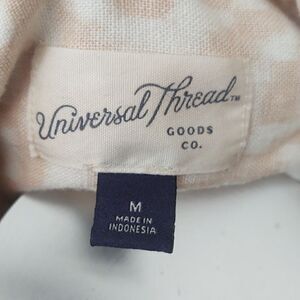 Universal Thread™
GOODS
CO.
M
MADE IN
INDONESIA